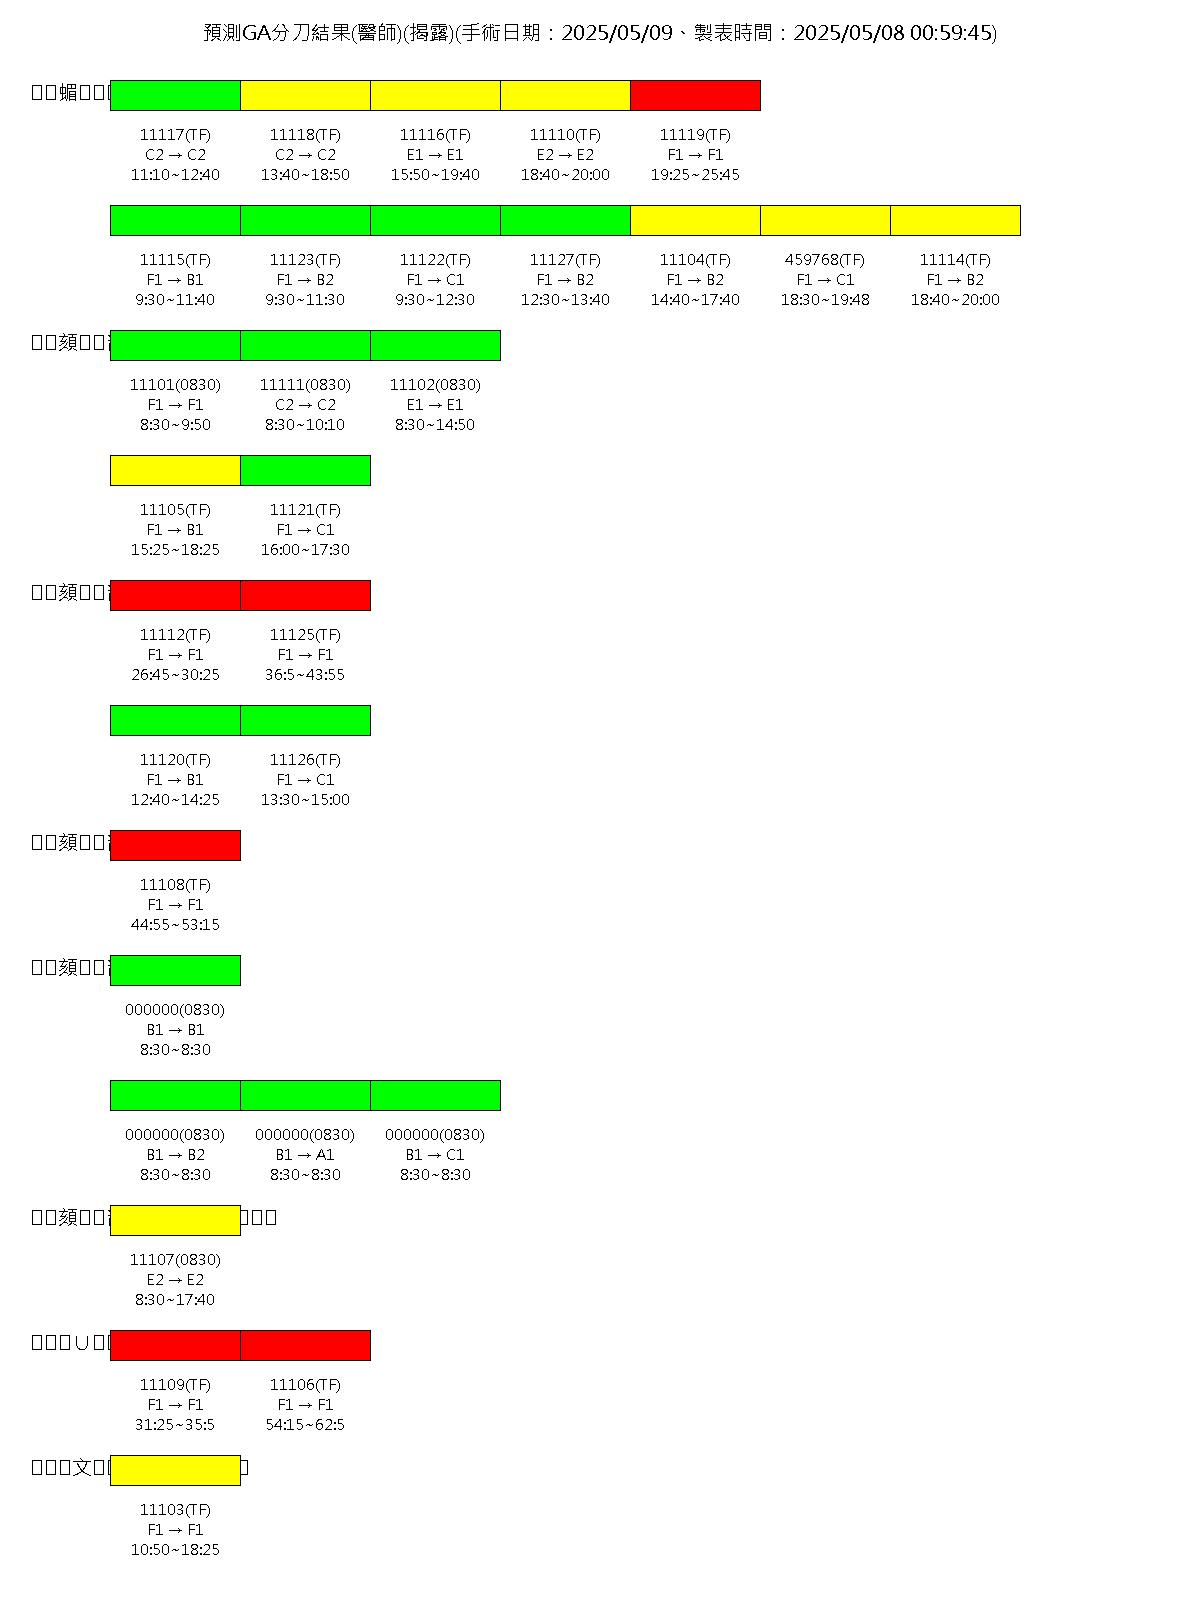 預測GA分刀結果(醫師)(揭露)(手術日期：2025/05/09、製表時間：2025/05/08 00:59:45)
媚
11117(TF) 11118(TF) 11116(TF) 11110(TF) 11119(TF)
C2 → C2 C2 → C2 E1 → E1 E2 → E2 F1 → F1
11:10~12:40 13:40~18:50 15:50~19:40 18:40~20:00 19:25~25:45
11115(TF) 11123(TF) 11122(TF) 11127(TF) 11104(TF) 459768(TF) 11114(TF)
F1 → B1 F1 → B2 F1 → C1 F1 → B2 F1 → B2 F1 → C1 F1 → B2
9:30~11:40 9:30~11:30 9:30~12:30 12:30~13:40 14:40~17:40 18:30~19:48 18:40~20:00
頦
11101(0830) 11111(0830) 11102(0830)
F1 → F1 C2 → C2 E1 → E1
8:30~9:50 8:30~10:10 8:30~14:50
11105(TF) 11121(TF)
F1 → B1 F1 → C1
15:25~18:25 16:00~17:30
頦
11112(TF) 11125(TF)
F1 → F1 F1 → F1
26:45~30:25 36:5~43:55
11120(TF) 11126(TF)
F1 → B1 F1 → C1
12:40~14:25 13:30~15:00
頦
11108(TF)
F1 → F1
44:55~53:15
頦
000000(0830)
B1 → B1
8:30~8:30
000000(0830) 000000(0830) 000000(0830)
B1 → B2 B1 → A1 B1 → C1
8:30~8:30 8:30~8:30 8:30~8:30
頦
11107(0830)
E2 → E2
8:30~17:40
∪
11109(TF) 11106(TF)
F1 → F1 F1 → F1
31:25~35:5 54:15~62:5
文
11103(TF)
F1 → F1
10:50~18:25